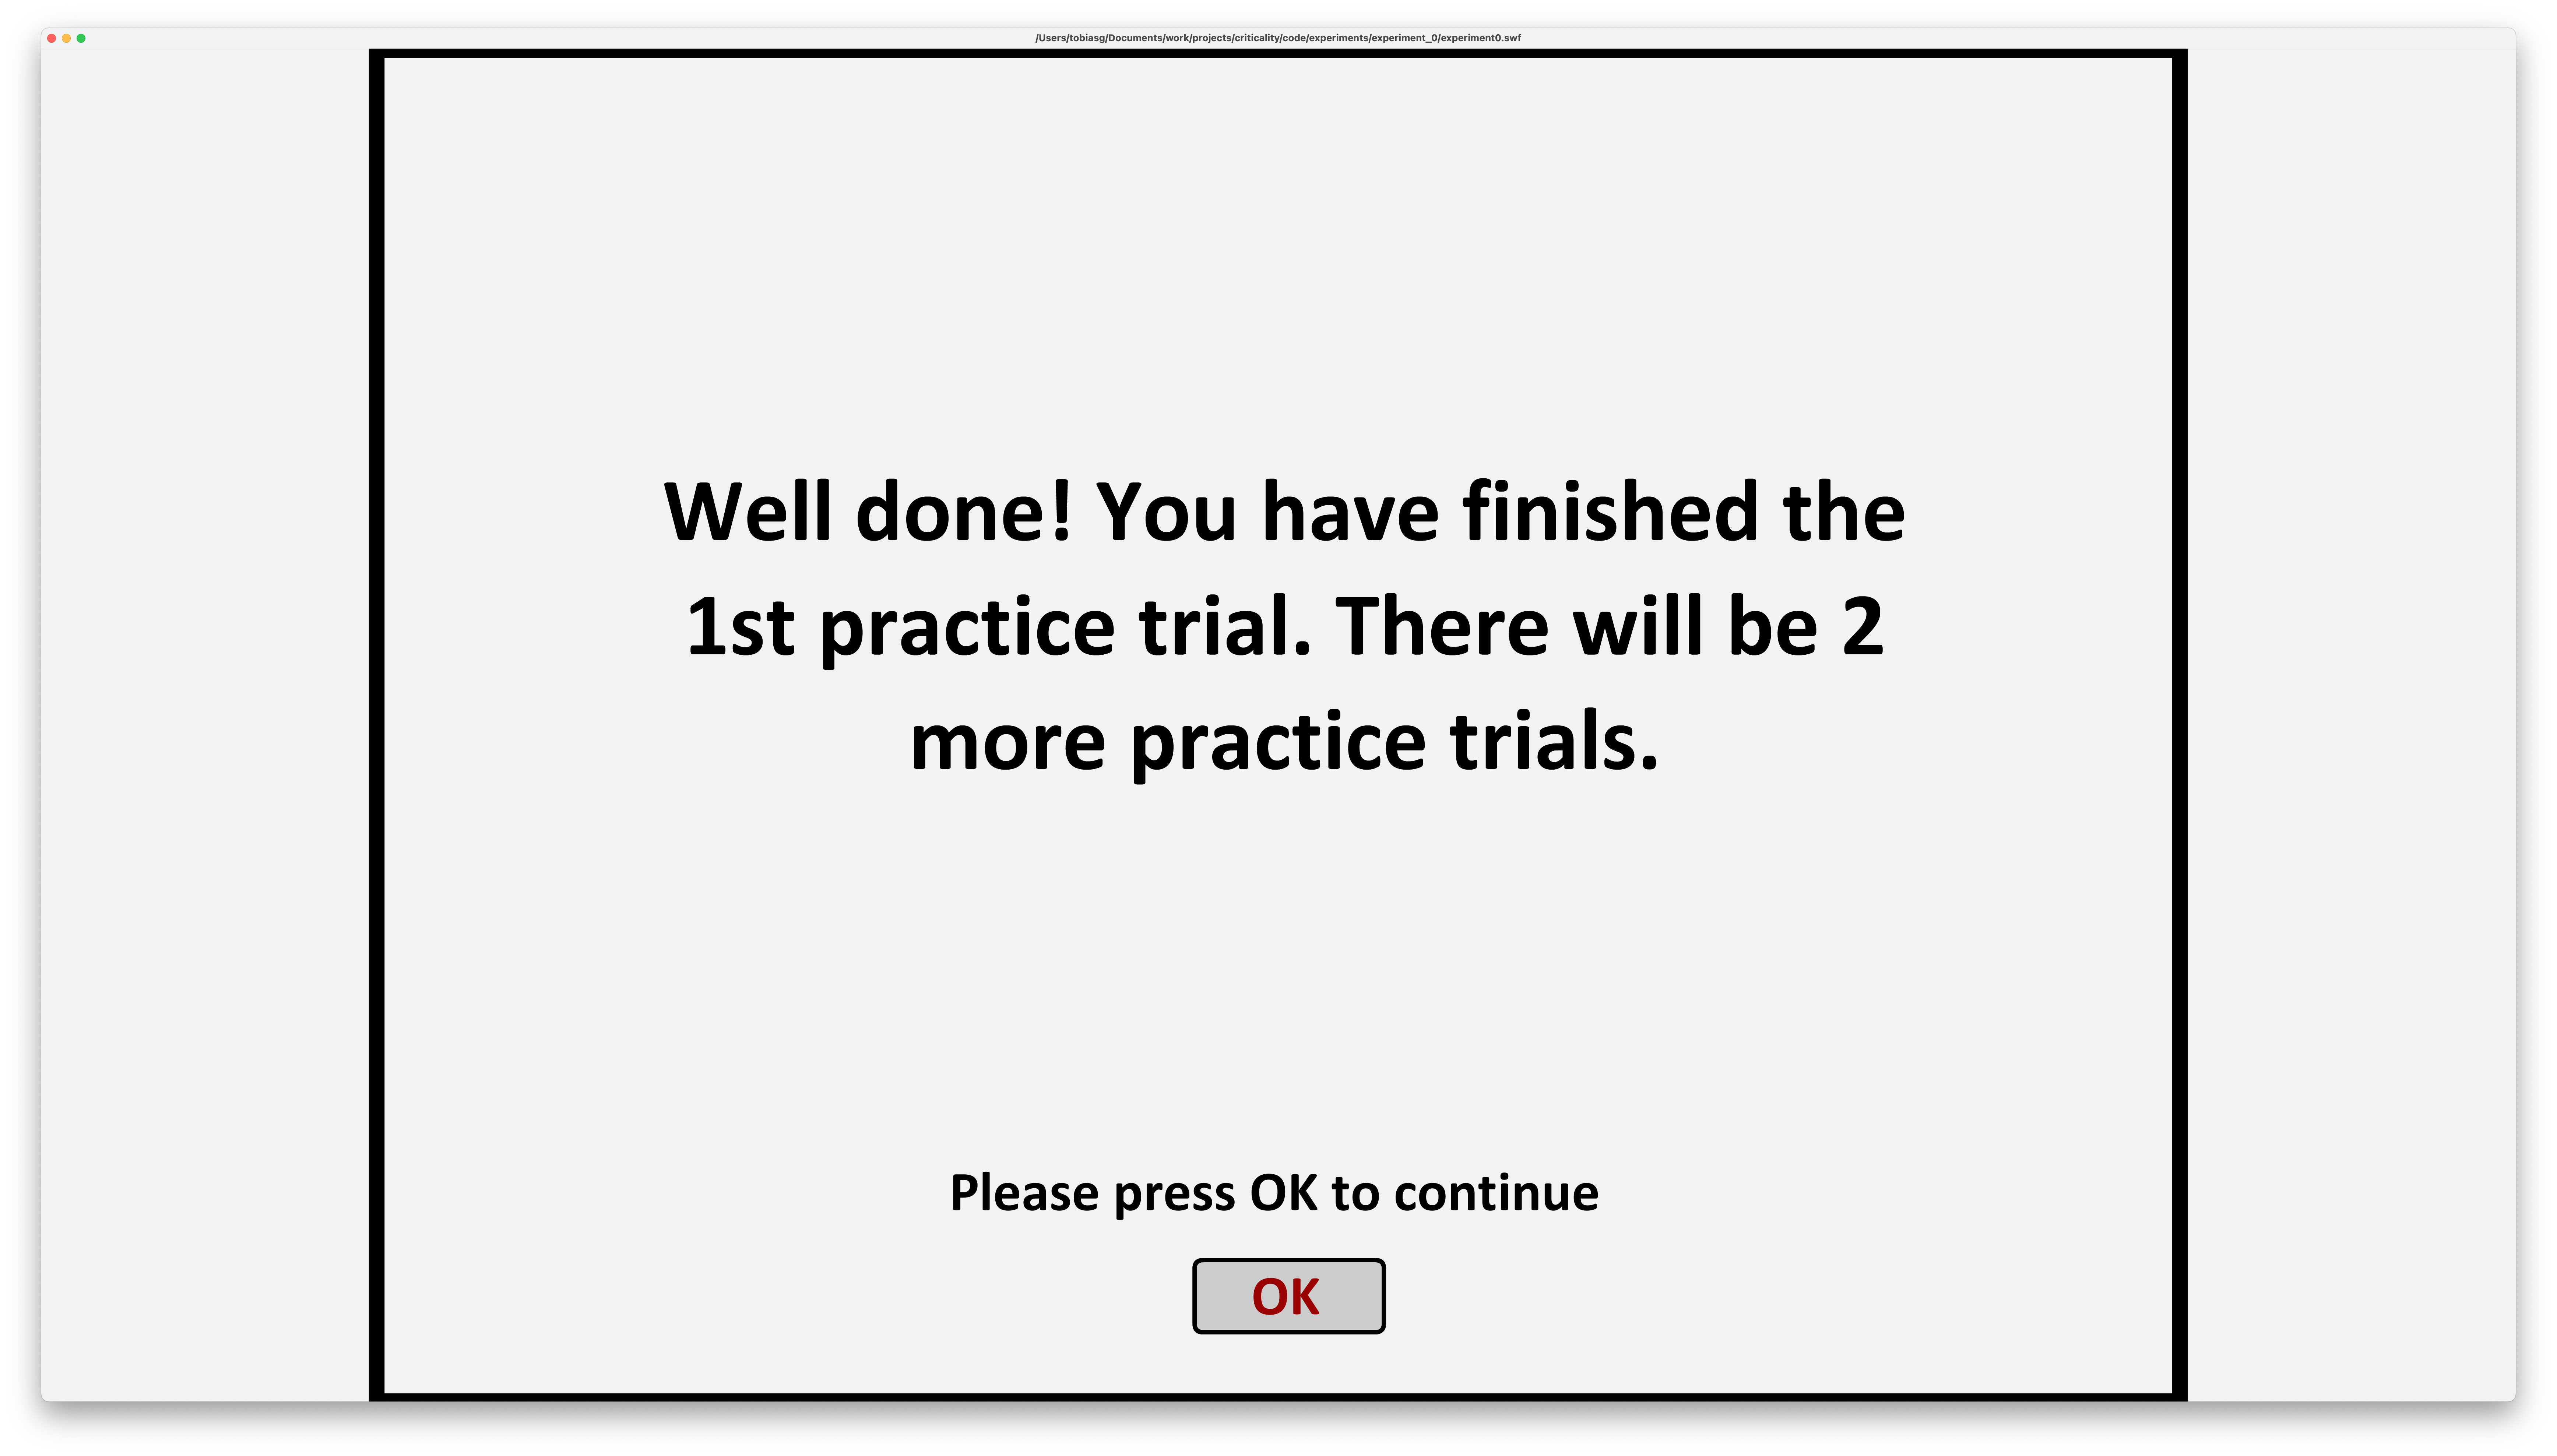 /Users/tobiasg/Documents/work/projects/criticality/code/experiments/experiment_0/experiment0.swf
Well done! You have finished the
1st practice trial. There will be 2
more practice trials.
Please press OK to continue
OK